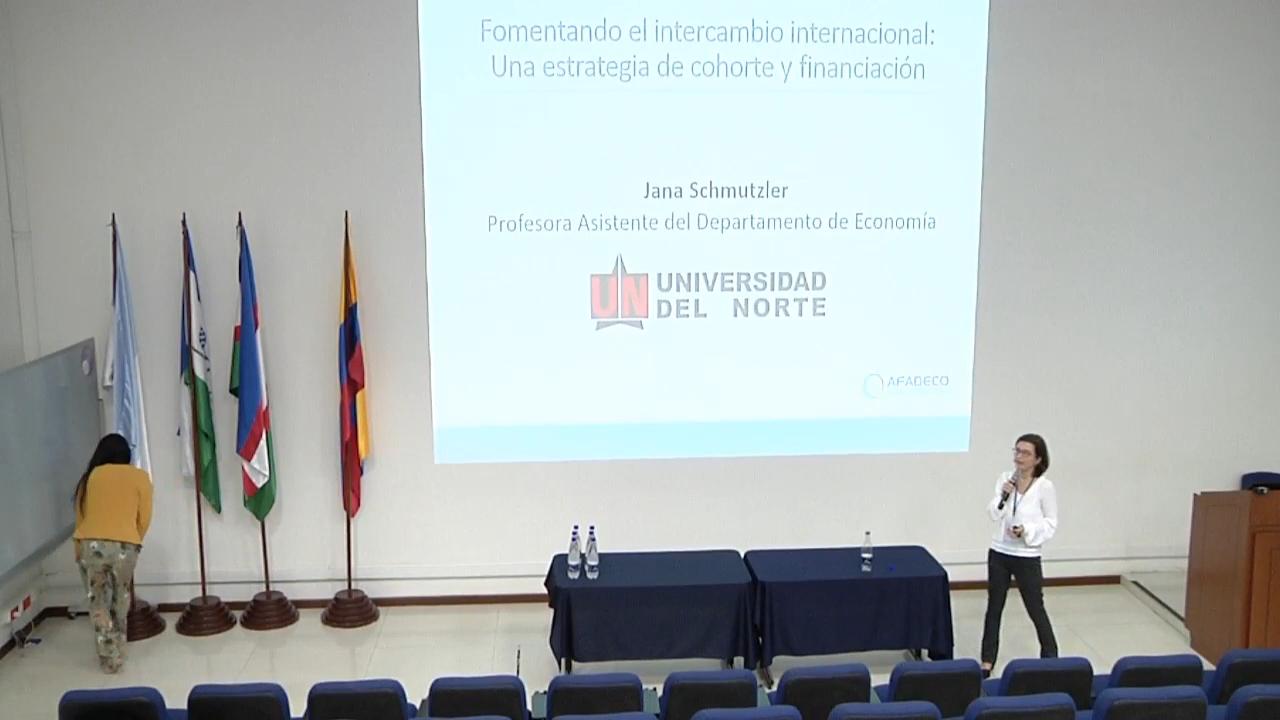 Fomentando el intercambio internacional:
Una estrategia de cohorte y financiación
Jana Schmutzler
Profesora Asistente del Departamento de Economía
UN
UNIVERSIDAD
DEL NORTE
AFADECO